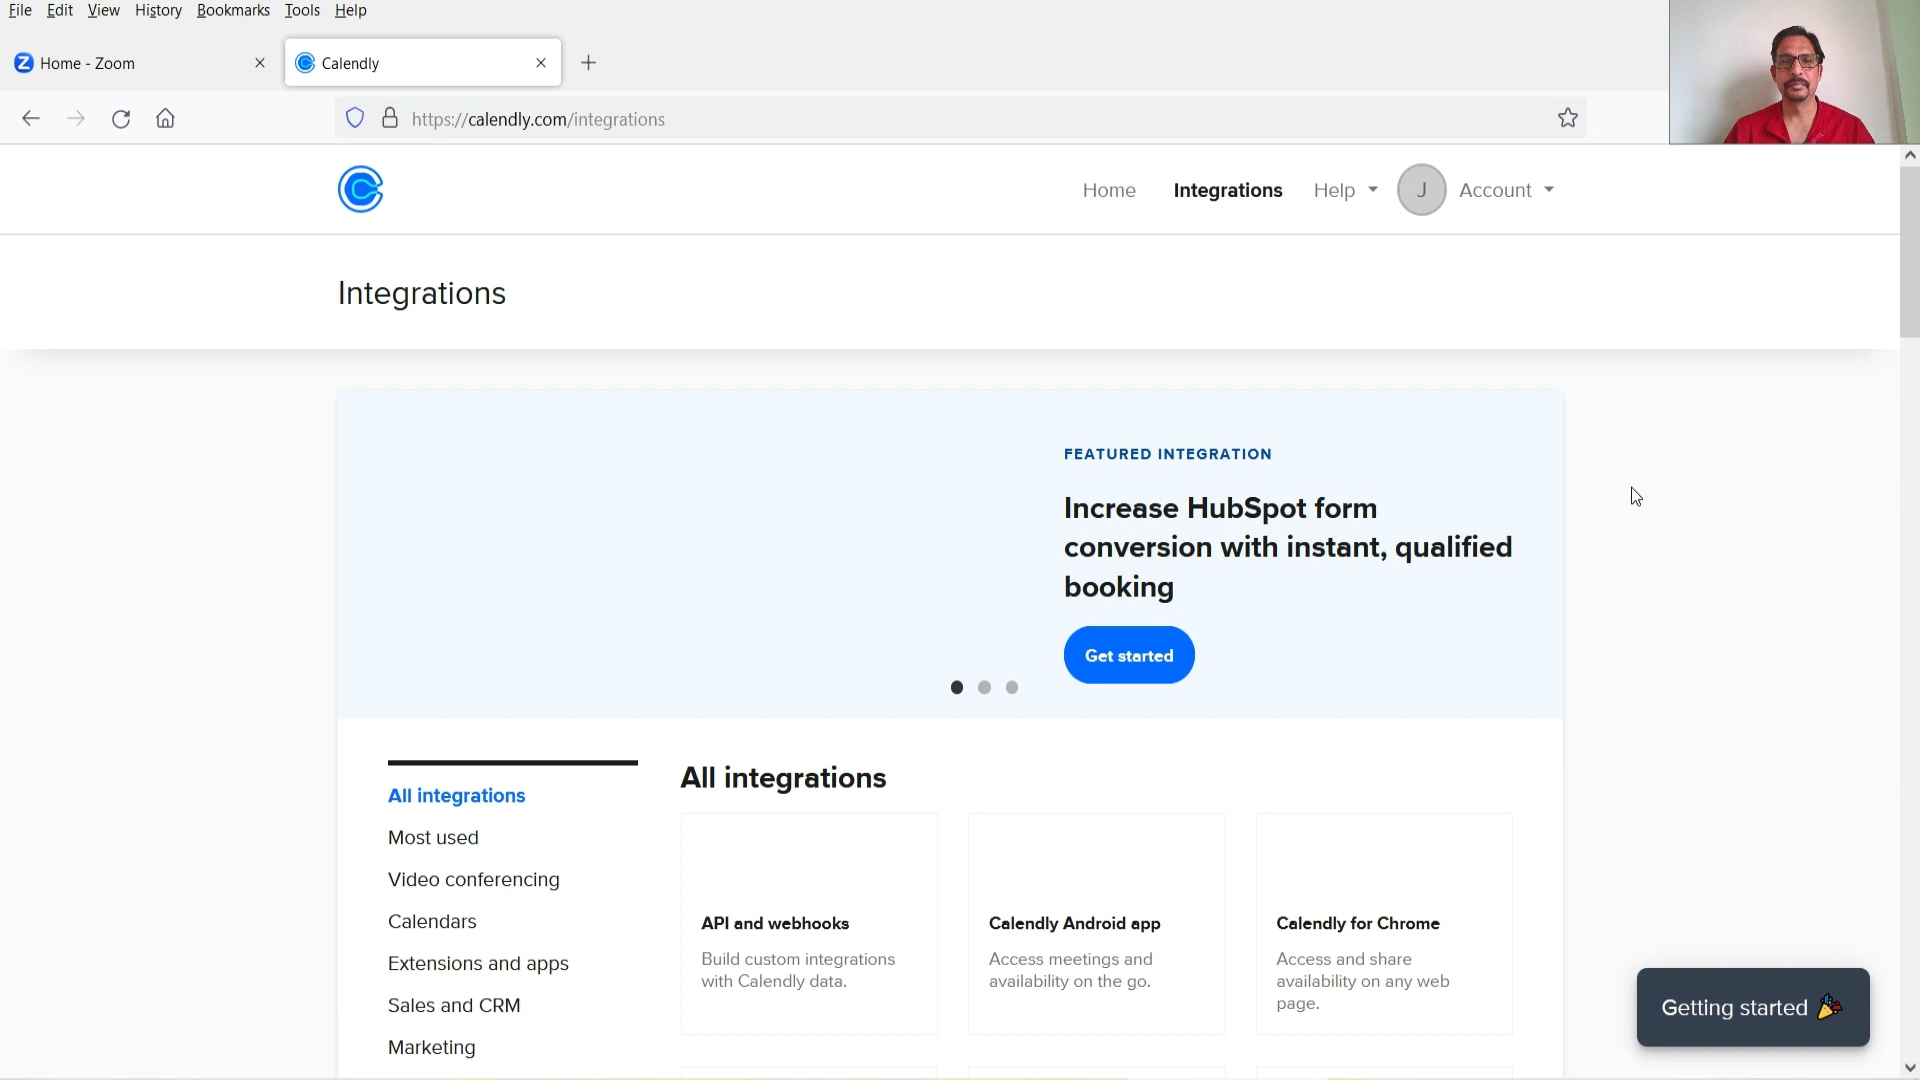 File Edit View History Bookmarks Tools Help
Home - Zoom
Calendly
https://calendly.com/integrations
Home Integrations Help J Account
Integrations
FEATURED INTEGRATION
Increase HubSpot form
conversion with instant, qualified
booking
Get started
All integrations
Most used
Video conferencing
Calendars
Extensions and apps
Sales and CRM
Marketing
All integrations
API and webhooks
Build custom integrations
with Calendly data.
Calendly Android app
Access meetings and
availability on the go.
Calendly for Chrome
Access and share
availability on any web
page.
Getting started